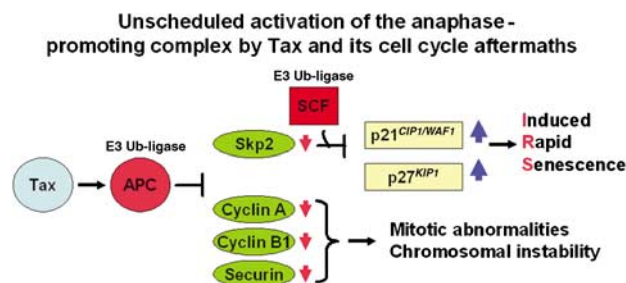 Unscheduled activation of the anaphase-
promoting complex by Tax and its cell cycle aftermaths
E3 Ub-ligase
SCF
E3 Ub-ligase
Skp2
p21CIP1/WAF1
Induced
Rapid
Senescence
Tax
APC
p27KIP1
Cyclin A
Cyclin B1
Securin
Mitotic abnormalities
Chromosomal instability